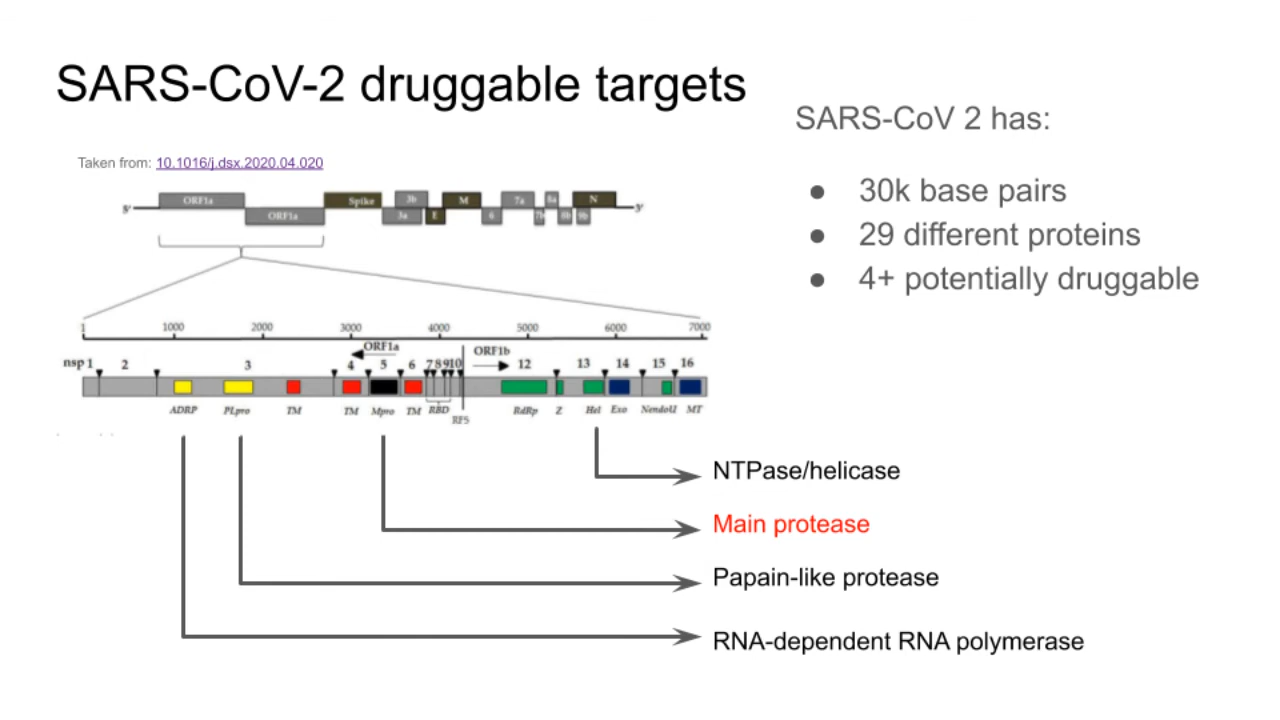 SARS-CoV-2 druggable targets
SARS-CoV 2 has:
Taken from: 10.1016/j.dsx.2020.04.020
● 30k base pairs
● 29 different proteins
● 4+ potentially druggable
5' ORF1a Spike 3b M 7a 8a N 3'
ORF1a 3a E 6 7b 8b 9b
1 1000 2000 3000 4000 5000 6000 7000
ORF1a ORF1b
nsp 1 2 3 4 5 6 7 8 9 10 12 13 14 15 16
ADRP PLpro TM TM Mpro TM RBD RdRp Z Hel Exo NendoU MT
RFS
NTPase/helicase
Main protease
Papain-like protease
RNA-dependent RNA polymerase